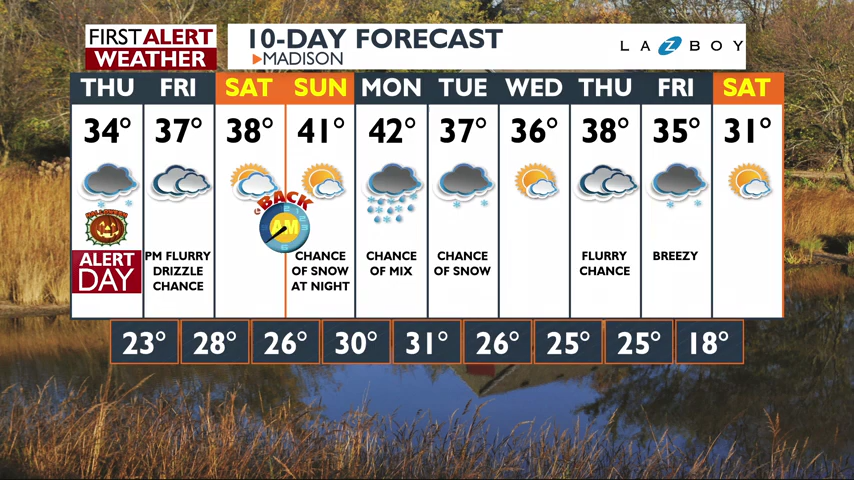 FIRST ALERT
WEATHER
10-DAY FORECAST
MADISON
LAZBOY
THU FRI SAT SUN MON TUE WED THU FRI SAT
34° 37° 38° 41° 42° 37° 36° 38° 35° 31°
HALLOWEEN
BACK
AM
ALERT
DAY
PM FLURRY
DRIZZLE
CHANCE
CHANCE
OF SNOW
AT NIGHT
CHANCE
OF MIX
CHANCE
OF SNOW
FLURRY
CHANCE
BREEZY
23° 28° 26° 30° 31° 26° 25° 25° 18°